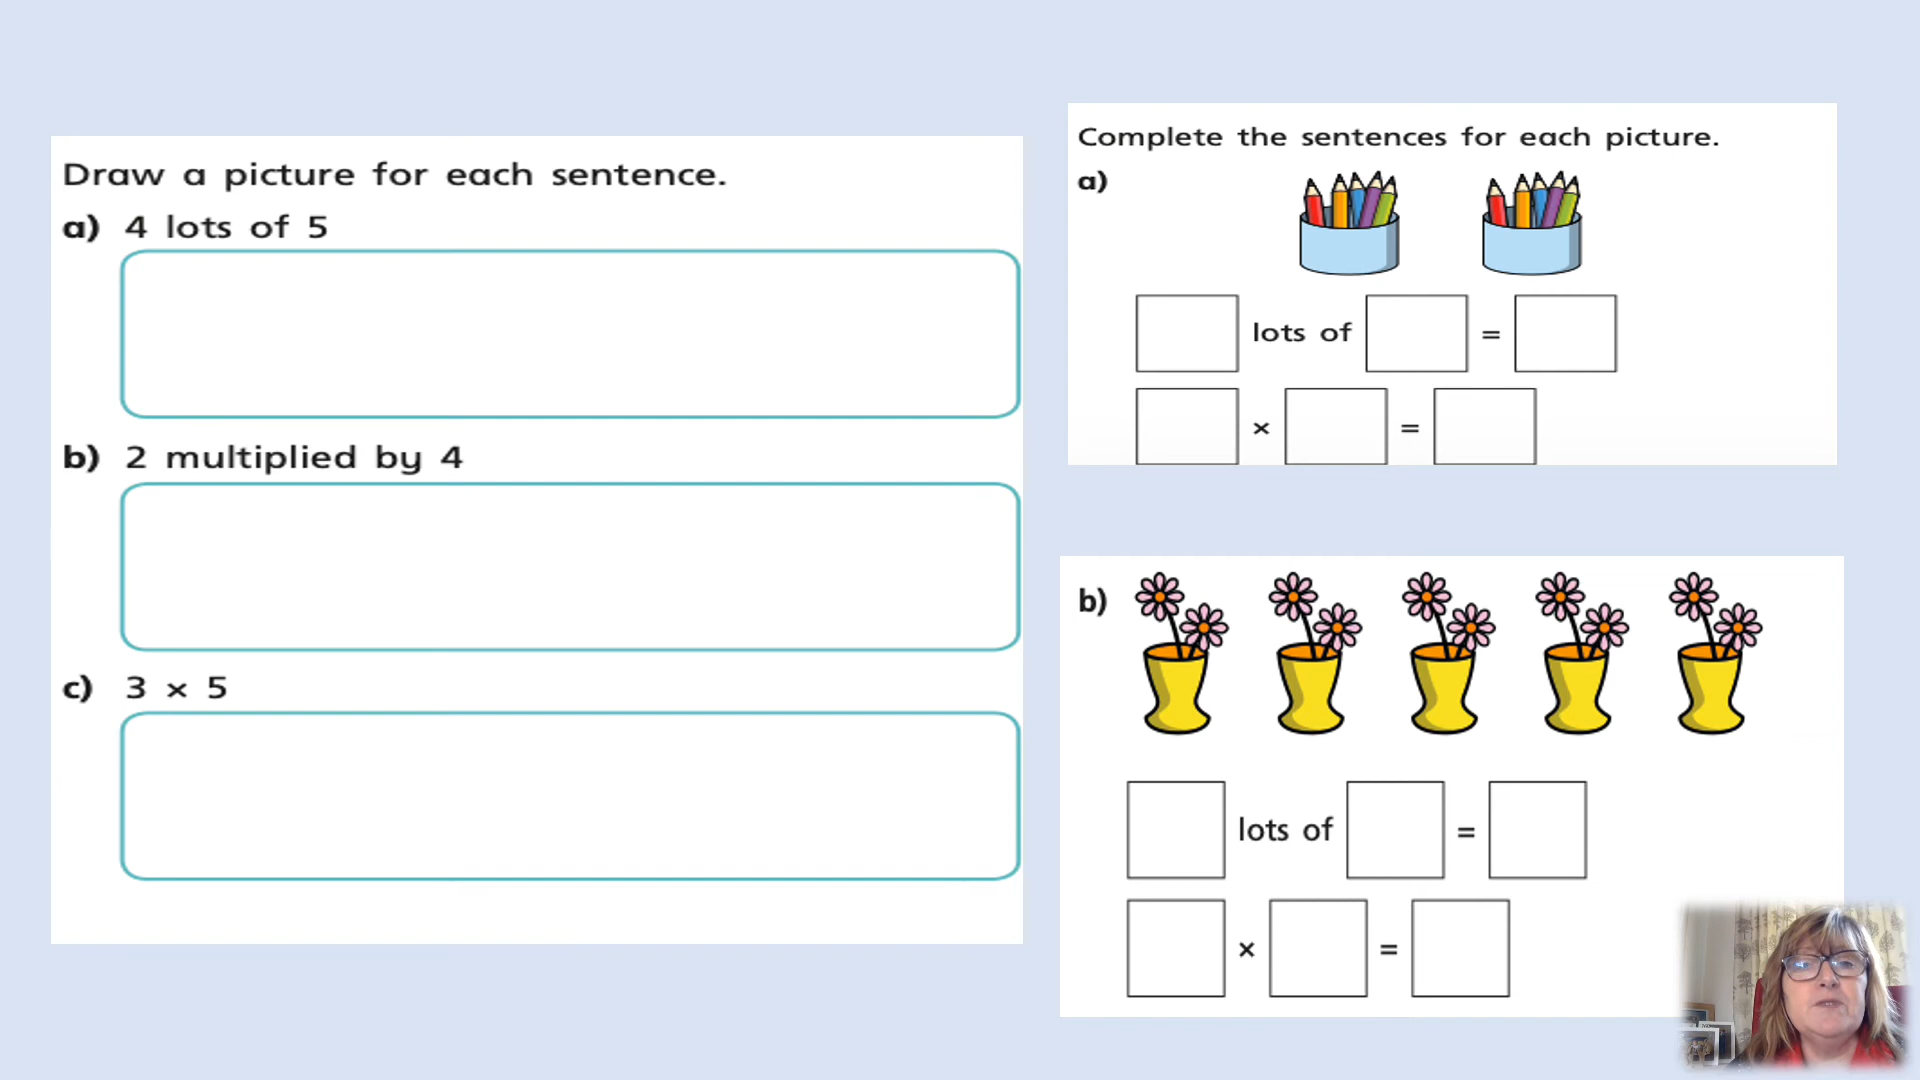 Draw a picture for each sentence.
a) 4 lots of 5
b) 2 multiplied by 4
c) 3 × 5
Complete the sentences for each picture.
a)
lots of =
× =
b)
lots of =
× =